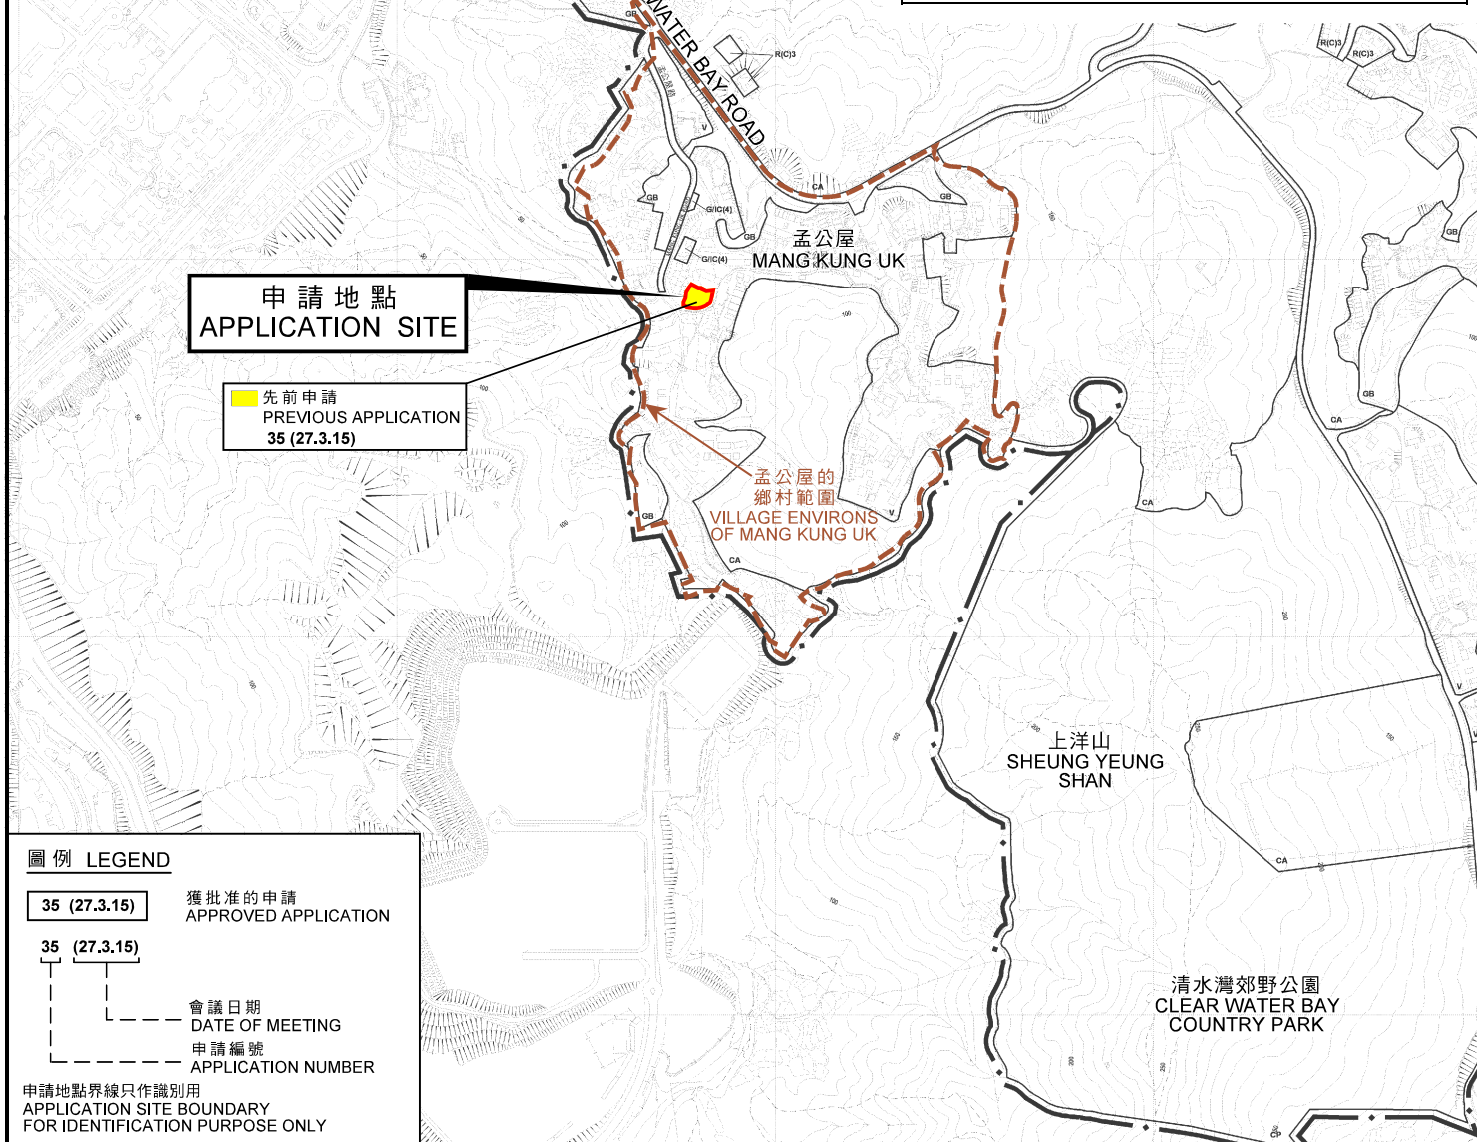 GB
WATER BAY ROAD
R(C)3
R(C)3
R(C)3
孟公屋路
V
CA
GB
G/IC(4)
GB
GB
GB
G/IC(4)
孟公屋
MANG KUNG UK
申請地點
APPLICATION SITE
先前申請
PREVIOUS APPLICATION
35 (27.3.15)
孟公屋的
鄉村範圍
VILLAGE ENVIRONS
OF MANG KUNG UK
GB
V
CA
CA
CA
GB
上洋山
SHEUNG YEUNG
SHAN
V
CA
清水灣郊野公園
CLEAR WATER BAY
COUNTRY PARK
CP
圖例 LEGEND
35 (27.3.15)
獲批准的申請
APPROVED APPLICATION
35 (27.3.15)
會議日期
DATE OF MEETING
申請編號
APPLICATION NUMBER
申請地點界線只作識別用
APPLICATION SITE BOUNDARY
FOR IDENTIFICATION PURPOSE ONLY